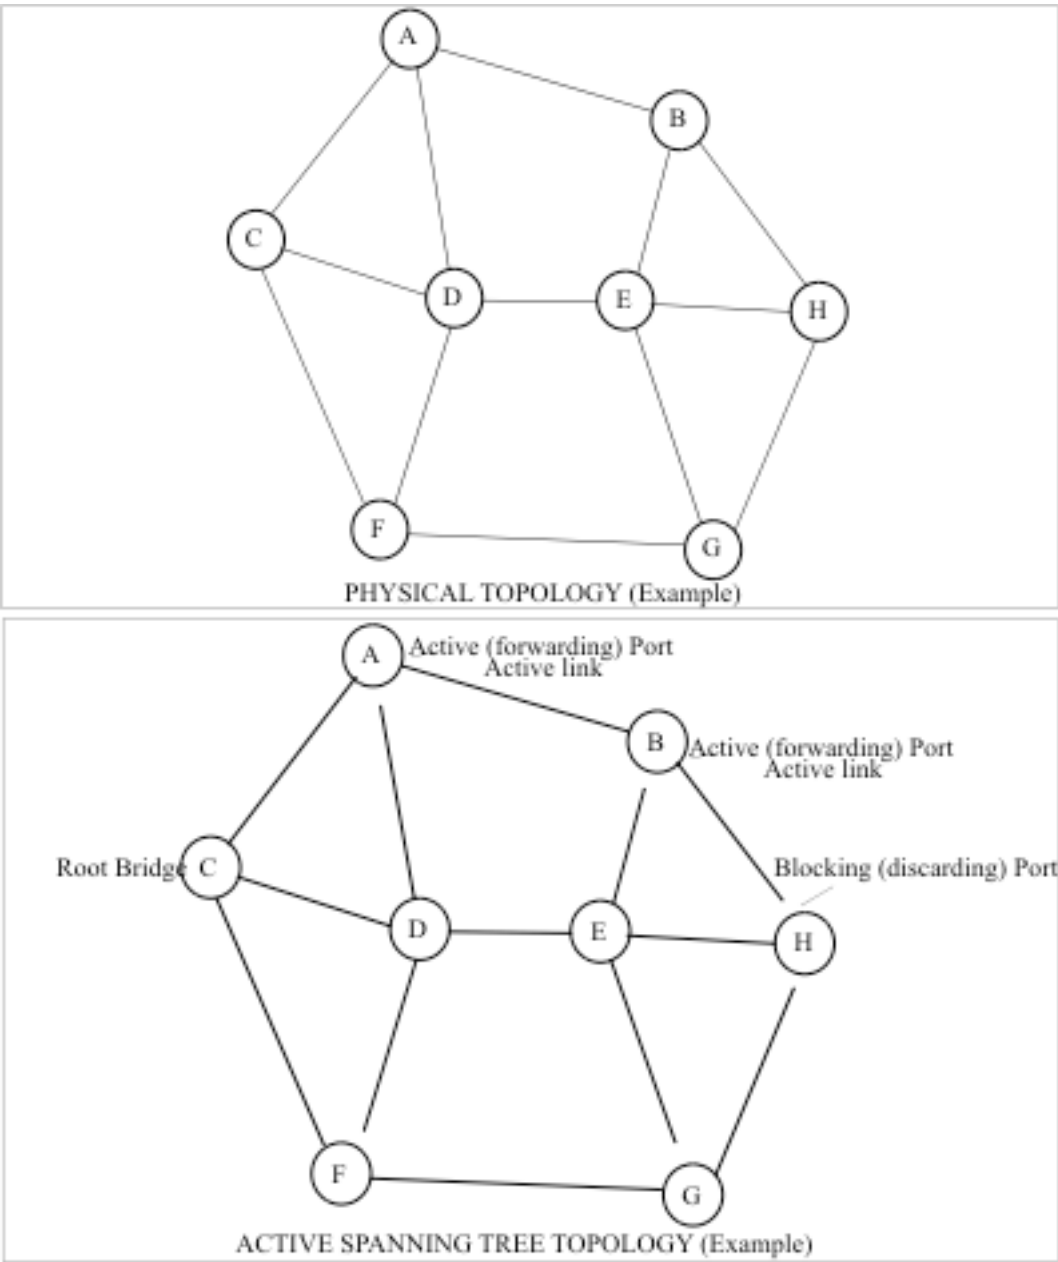 A
B
C
D
E
H
F
G
PHYSICAL TOPOLOGY (Example)
A
Active (forwarding) Port
Active link
B
Active (forwarding) Port
Active link
Root Bridge
C
Blocking (discarding) Port
D
E
H
F
G
ACTIVE SPANNING TREE TOPOLOGY (Example)